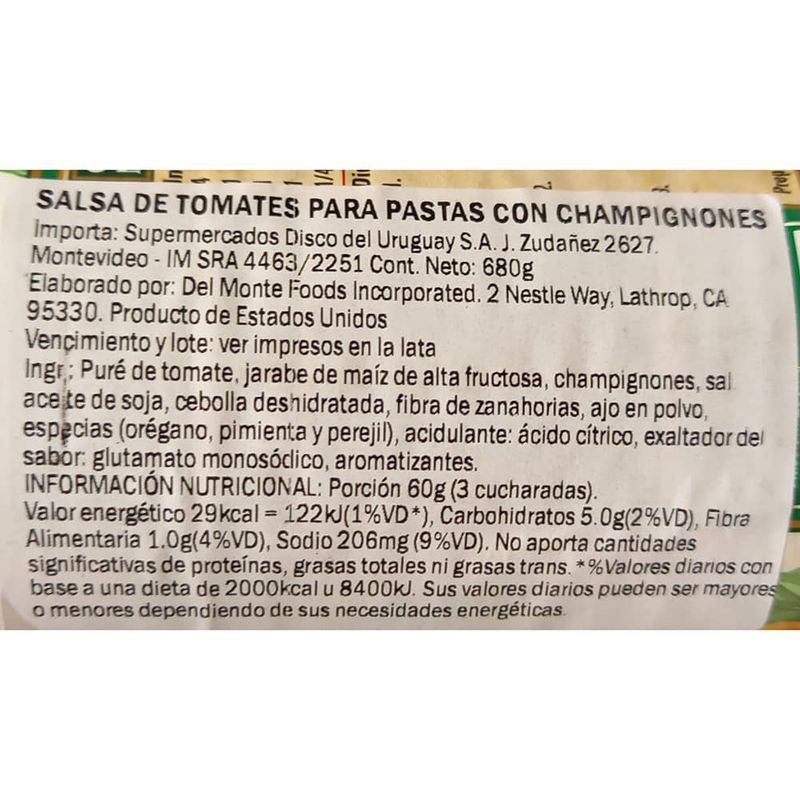 SALSA DE TOMATES PARA PASTAS CON CHAMPIGNONES
Importa: Supermercados Disco del Uruguay S.A. J. Zudañez 2627.
Montevideo - IM SRA 4463/2251 Cont. Neto: 680g
Elaborado por: Del Monte Foods Incorporated. 2 Nestle Way, Lathrop, CA
95330. Producto de Estados Unidos
Vencimiento y lote: ver impresos en la lata
Ingr.: Puré de tomate, jarabe de maíz de alta fructosa, champignones, sal
aceite de soja, cebolla deshidratada, fibra de zanahorias, ajo en polvo,
especias (orégano, pimienta y perejil), acidulante: ácido cítrico, exaltador del
sabor: glutamato monosódico, aromatizantes.
INFORMACIÓN NUTRICIONAL: Porción 60g (3 cucharadas).
Valor energético 29kcal = 122kJ(1%VD*), Carbohidratos 5.0g(2%VD), Fibra
Alimentaria 1.0g(4%VD), Sodio 206mg (9%VD). No aporta cantidades
significativas de proteínas, grasas totales ni grasas trans. *%Valores diarios con
base a una dieta de 2000kcal u 8400kJ. Sus valores diarios pueden ser mayores
o menores dependiendo de sus necesidades energéticas.